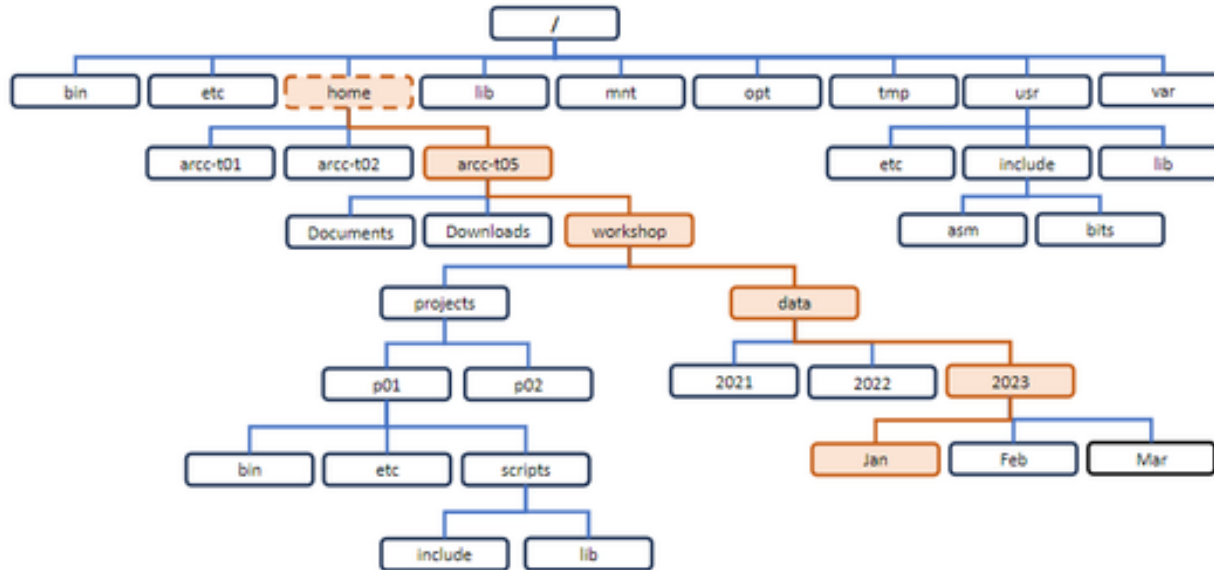 /
bin etc home lib mnt opt tmp usr var
arcc-t01 arcc-t02 arcc-t05 etc include lib
Documents Downloads workshop asm bits
projects data
p01 p02 2021 2022 2023
bin etc scripts Jan Feb Mar
include lib